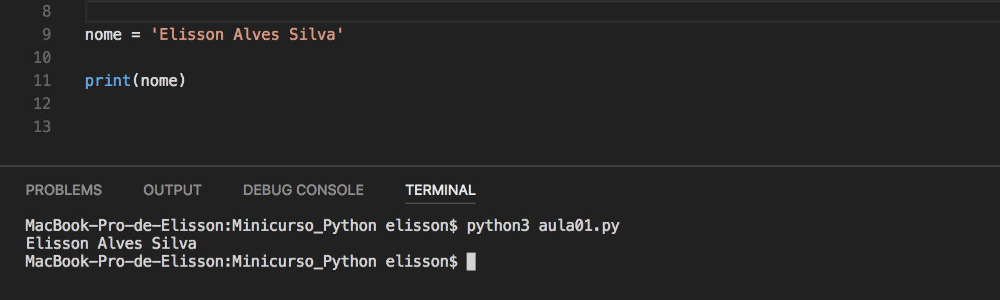 8
9 nome = 'Elisson Alves Silva'
10
11 print(nome)
12
13
PROBLEMS OUTPUT DEBUG CONSOLE TERMINAL
MacBook-Pro-de-Elisson:Minicurso_Python elisson$ python3 aula01.py
Elisson Alves Silva
MacBook-Pro-de-Elisson:Minicurso_Python elisson$